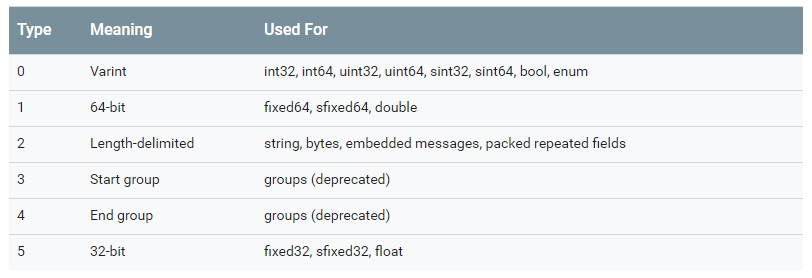 Type Meaning Used For
0 Varint int32, int64, uint32, uint64, sint32, sint64, bool, enum
1 64-bit fixed64, sfixed64, double
2 Length-delimited string, bytes, embedded messages, packed repeated fields
3 Start group groups (deprecated)
4 End group groups (deprecated)
5 32-bit fixed32, sfixed32, float